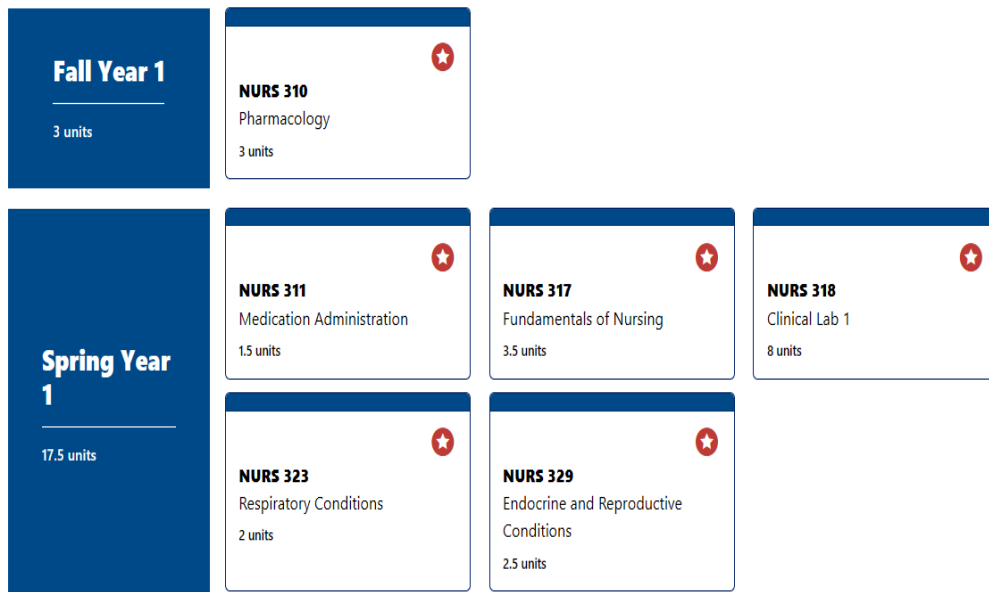 Fall Year 1
3 units
NURS 310
Pharmacology
3 units
Spring Year
1
17.5 units
NURS 311
Medication Administration
1.5 units
NURS 317
Fundamentals of Nursing
3.5 units
NURS 318
Clinical Lab 1
8 units
NURS 323
Respiratory Conditions
2 units
NURS 329
Endocrine and Reproductive
Conditions
2.5 units